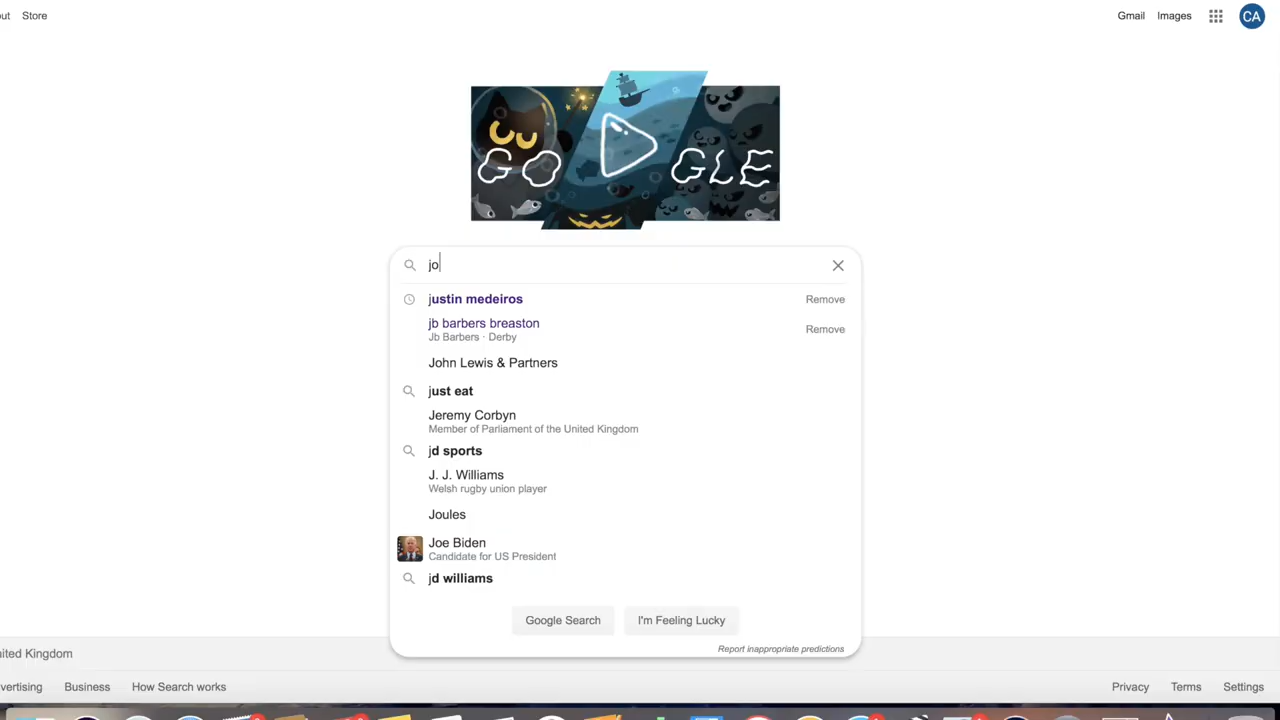 ut Store Gmail Images CA
GO GLE
jo
justin medeiros Remove
jb barbers breaston
Jb Barbers · Derby Remove
John Lewis & Partners
just eat
Jeremy Corbyn
Member of Parliament of the United Kingdom
jd sports
J. J. Williams
Welsh rugby union player
Joules
Joe Biden
Candidate for US President
jd williams
Google Search I'm Feeling Lucky
Report inappropriate predictions
nited Kingdom
vertising Business How Search works Privacy Terms Settings